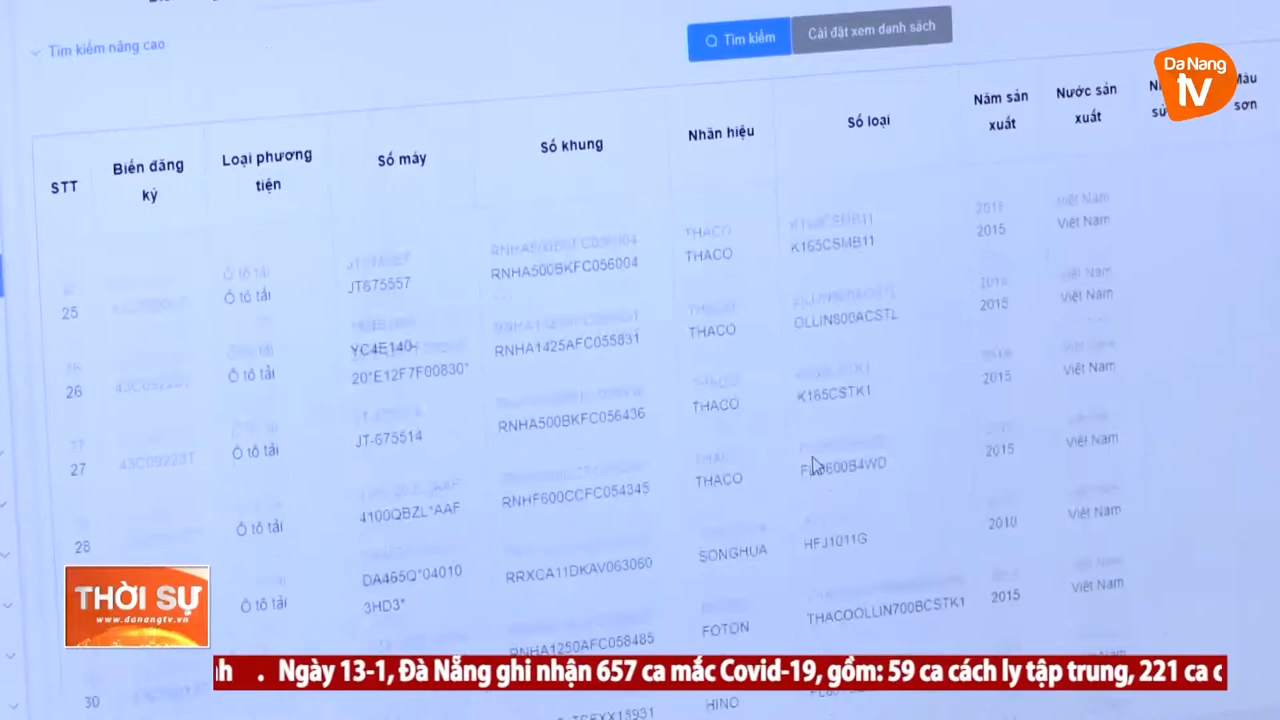 Tìm kiếm nâng cao
Tìm kiếm
Cài đặt xem danh sách
Da Nang
tv
STT
Biển đăng
ký
Loại phương
tiện
Số máy
Số khung
Nhãn hiệu
Số loại
Năm sản
xuất
Nước sản
xuất
sơn
25
Ô tô tải
JT675557
RNHA500BKFC056004
THACO
K165CSMB11
2015
Việt Nam
26
Ô tô tải
YC4E140-
20*E12F7F00830*
RNHA1425AFC055831
THACO
OLLIN800ACSTL
2015
Việt Nam
27
43C09223T
Ô tô tải
JT-675514
RNHA500BKFC056436
THACO
K165CSTK1
2015
Việt Nam
28
Ô tô tải
4100QBZL*AAF
RNHF600CCFC054345
THACO
2015
Việt Nam
Ô tô tải
DA465Q*04010
3HD3*
RRXCA11DKAV063060
SONGHUA
HFJ1011G
2010
Việt Nam
30
RNHA1250AFC058485
FOTON
THACOOLLIN700BCSTK1
2015
Việt Nam
HINO
THỜI SỰ
www.danangtv.vn
. Ngày 13-1, Đà Nẵng ghi nhận 657 ca mắc Covid-19, gồm: 59 ca cách ly tập trung, 221 ca